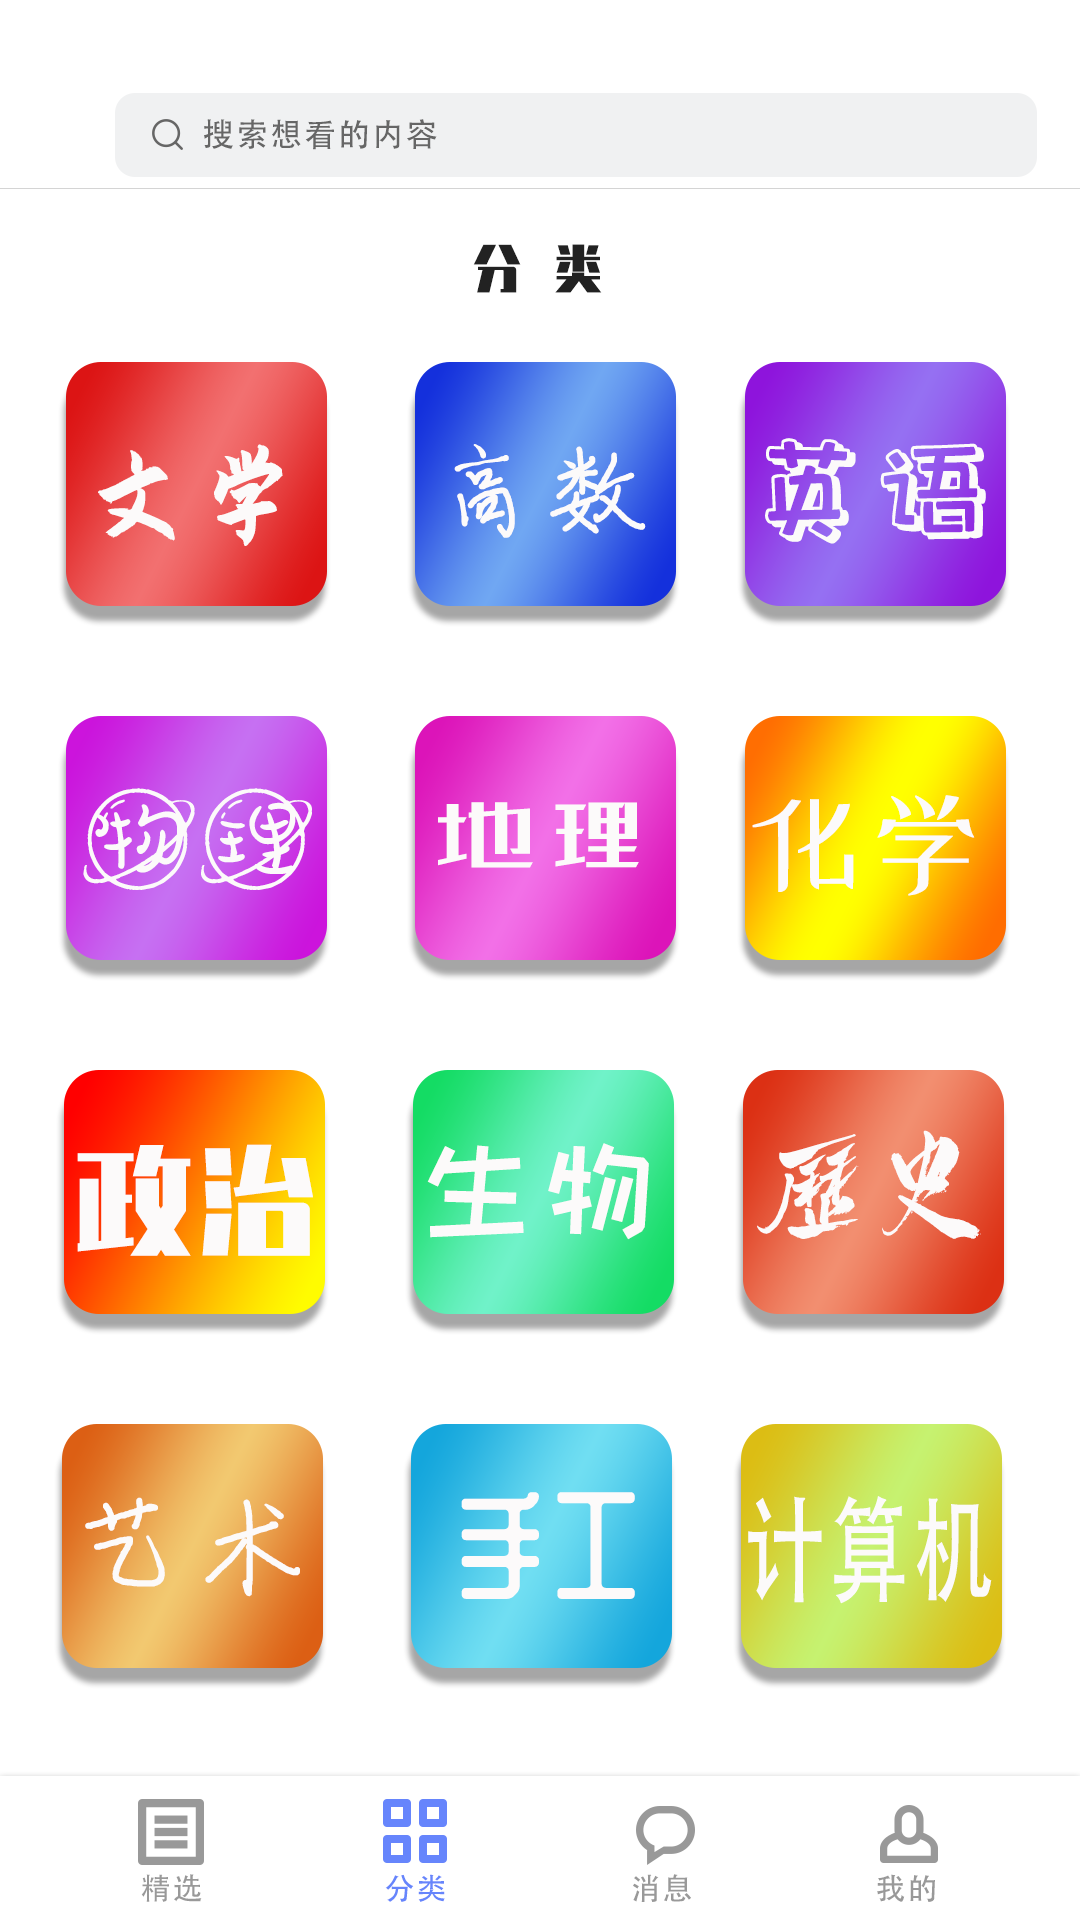 搜索想看的内容
分 类
文 学
高 数
英 语
物 理
地 理
化 学
政治
生 物
歷 史
艺 术
手工
计算机
精选
分类
消息
我的